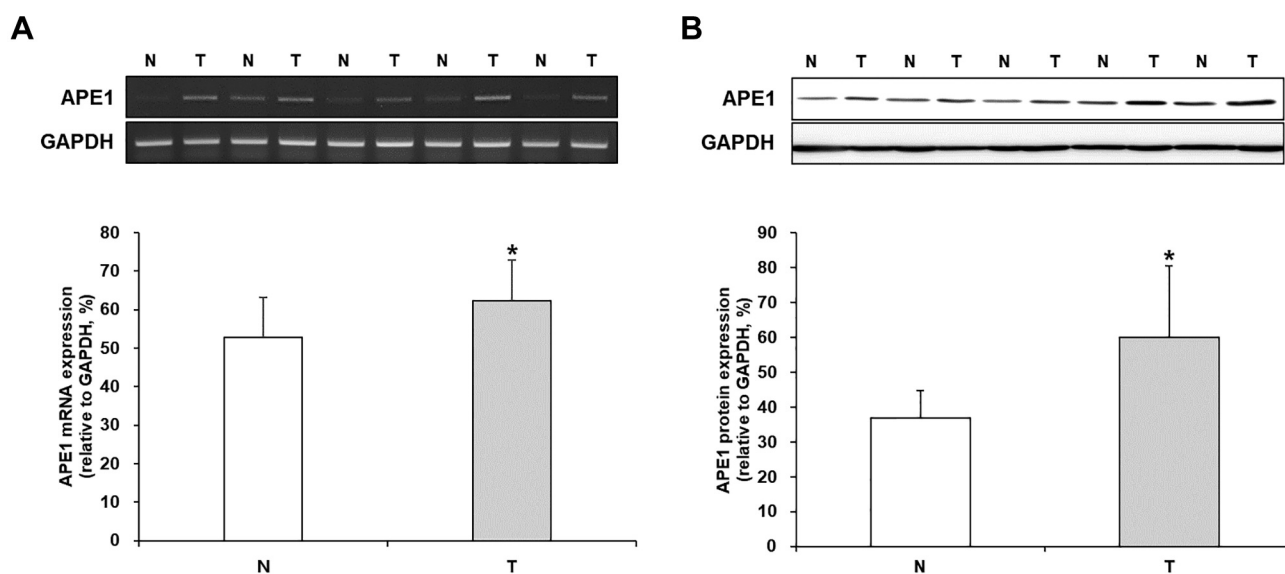 A
N T N T N T N T N T
APE1
GAPDH
80
70
60
50
40
30
20
10
0
APE1 mRNA expression
(relative to GAPDH, %)
*
N T
B
N T N T N T N T N T
APE1
GAPDH
90
80
70
60
50
40
30
20
10
0
APE1 protein expression
(relative to GAPDH, %)
*
N T